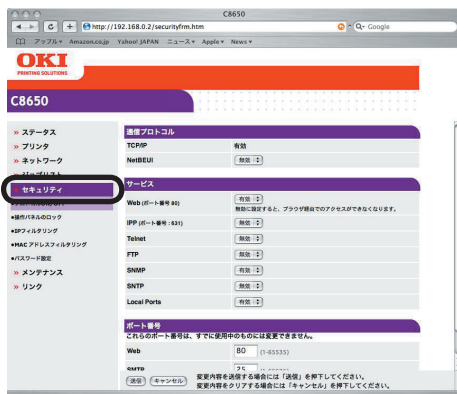 C8650
http://192.168.0.2/securityfrm.htm
Q- Google
アップル▼ Amazon.co.jp Yahoo! JAPAN ニュース▼ Apple▼ News▼
OKI
PRINTING SOLUTIONS
C8650
» ステータス
» プリンタ
» ネットワーク
» ジョブリスト
» セキュリティ
●操作パネルのロック
●IPフィルタリング
●MAC アドレスフィルタリング
●パスワード設定
» メンテナンス
» リンク
通信プロトコル
TCP/IP 有効
NetBEUI 無効
サービス
Web (ポート番号 80) 有効
無効に設定すると、ブラウザ経由でのアクセスができなくなります。
IPP (ポート番号 : 631) 無効
Telnet 無効
FTP 無効
SNMP 有効
SNTP 無効
Local Ports 有効
ポート番号
これらのポート番号は、すでに使用中のものには変更できません。
Web 80 (1-65535)
SMTP 25
送信 キャンセル
変更内容を送信する場合には「送信」を押下してください。
変更内容をクリアする場合には「キャンセル」を押下してください。